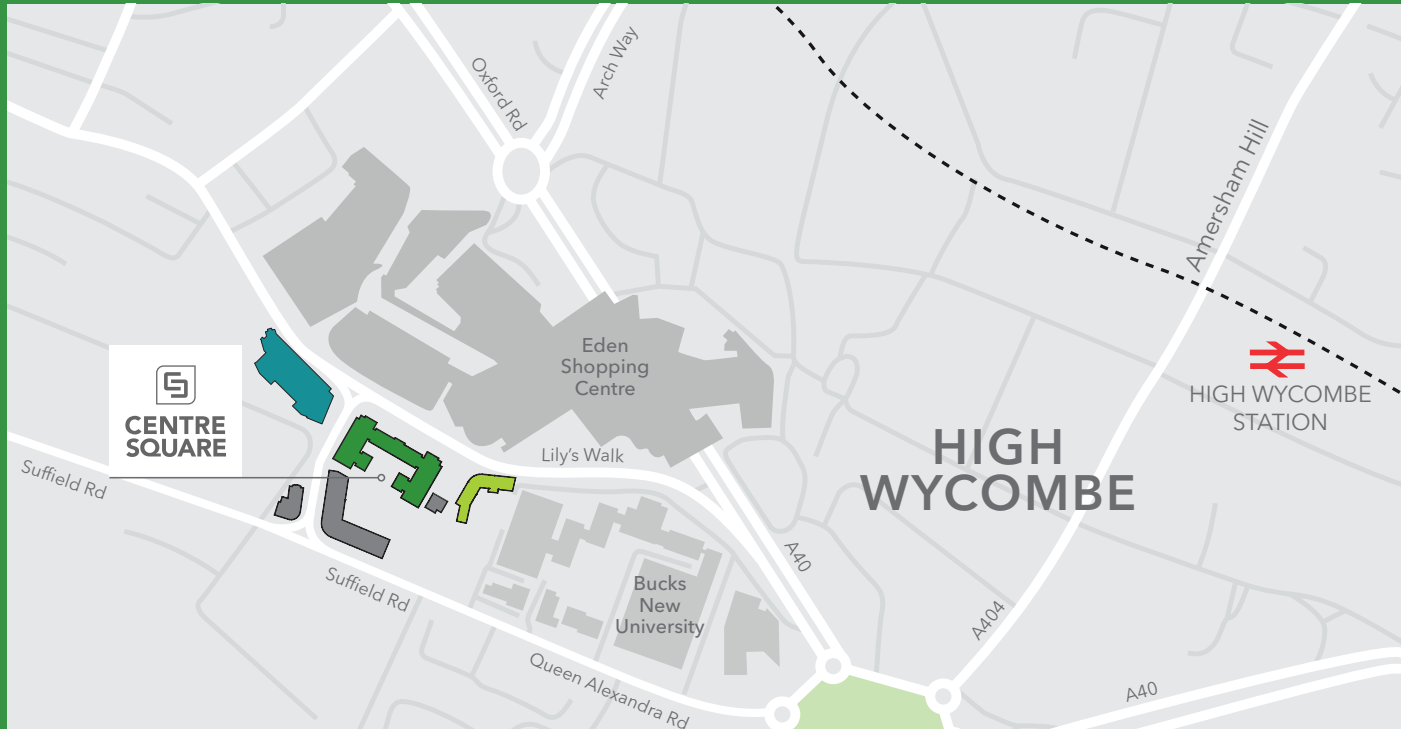 Oxford Rd
Arch Way
Amersham Hill
Eden
Shopping
Centre
HIGH WYCOMBE
STATION
CENTRE
SQUARE
HIGH
WYCOMBE
Lily's Walk
Suffield Rd
Suffield Rd
A40
Bucks
New
University
A404
Queen Alexandra Rd
A40